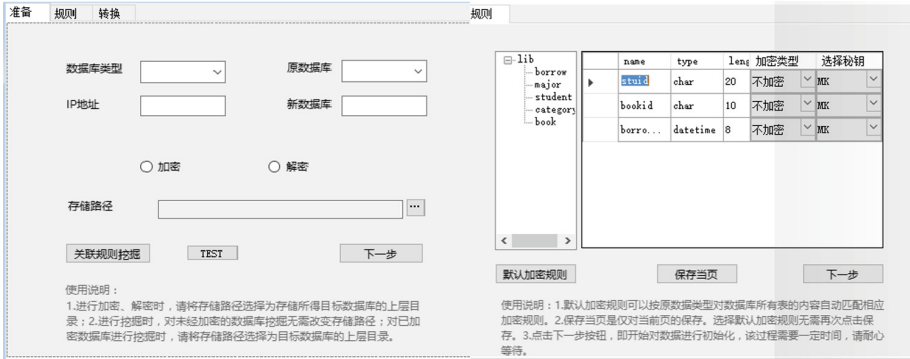 准备 规则 转换
数据库类型 原数据库
IP地址 新数据库
加密 解密
存储路径 ...
关联规则挖掘 TEST 下一步
使用说明：
1.进行加密、解密时，请将存储路径选择为存储所得目标数据库的上层目
录；2.进行挖掘时，对未经加密的数据库挖掘无需改变存储路径；对已加
密数据库进行挖掘时，请将存储路径选择为目标数据库的上层目录。
规则
lib
borrow
major
student
category
book
name type leng 加密类型 选择秘钥
stuid char 20 不加密 MK
bookid char 10 不加密 MK
borro... datetime 8 不加密 MK
默认加密规则 保存当页 下一步
使用说明：1.默认加密规则可以按原数据类型对数据库所有表的内容自动匹配相应
加密规则。2.保存当页是仅对当前页的保存。选择默认加密规则无需再次点击保
存。3.点击下一步按钮，即开始对数据进行初始化，该过程需要一定时间，请耐心
等待。